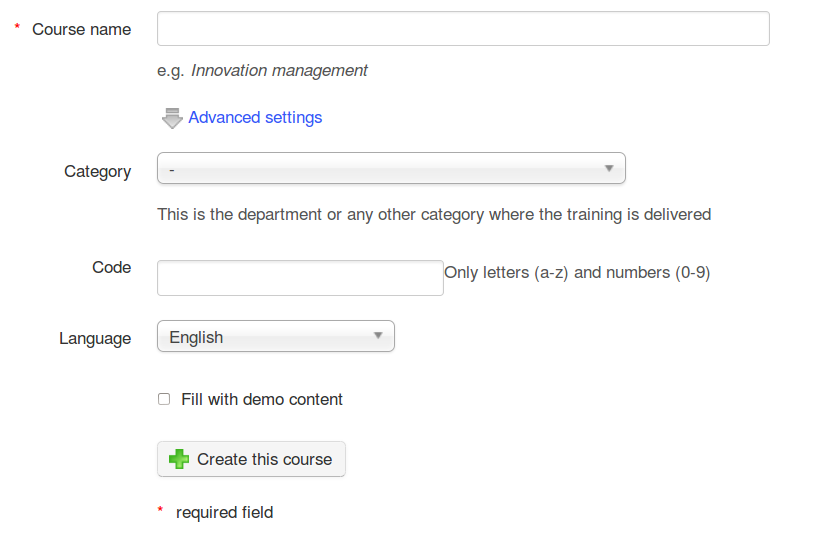 * Course name
e.g. Innovation management
Advanced settings
Category -
This is the department or any other category where the training is delivered
Code Only letters (a-z) and numbers (0-9)
Language English
Fill with demo content
Create this course
* required field